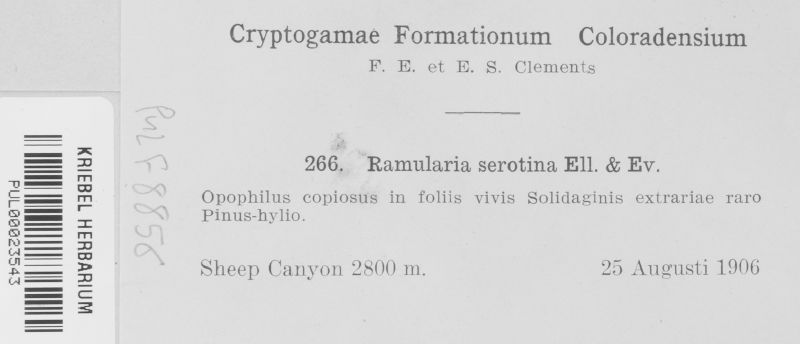 Cryptogamae Formationum Coloradensium
F. E. et E. S. Clements
266. Ramularia serotina Ell. & Ev.
Opophilus copiosus in foliis vivis Solidaginis extrariae raro
Pinus-hylio.
Sheep Canyon 2800 m.
25 Augusti 1906
Pul F8856
KRIEBEL HERBARIUM
PUL00023543